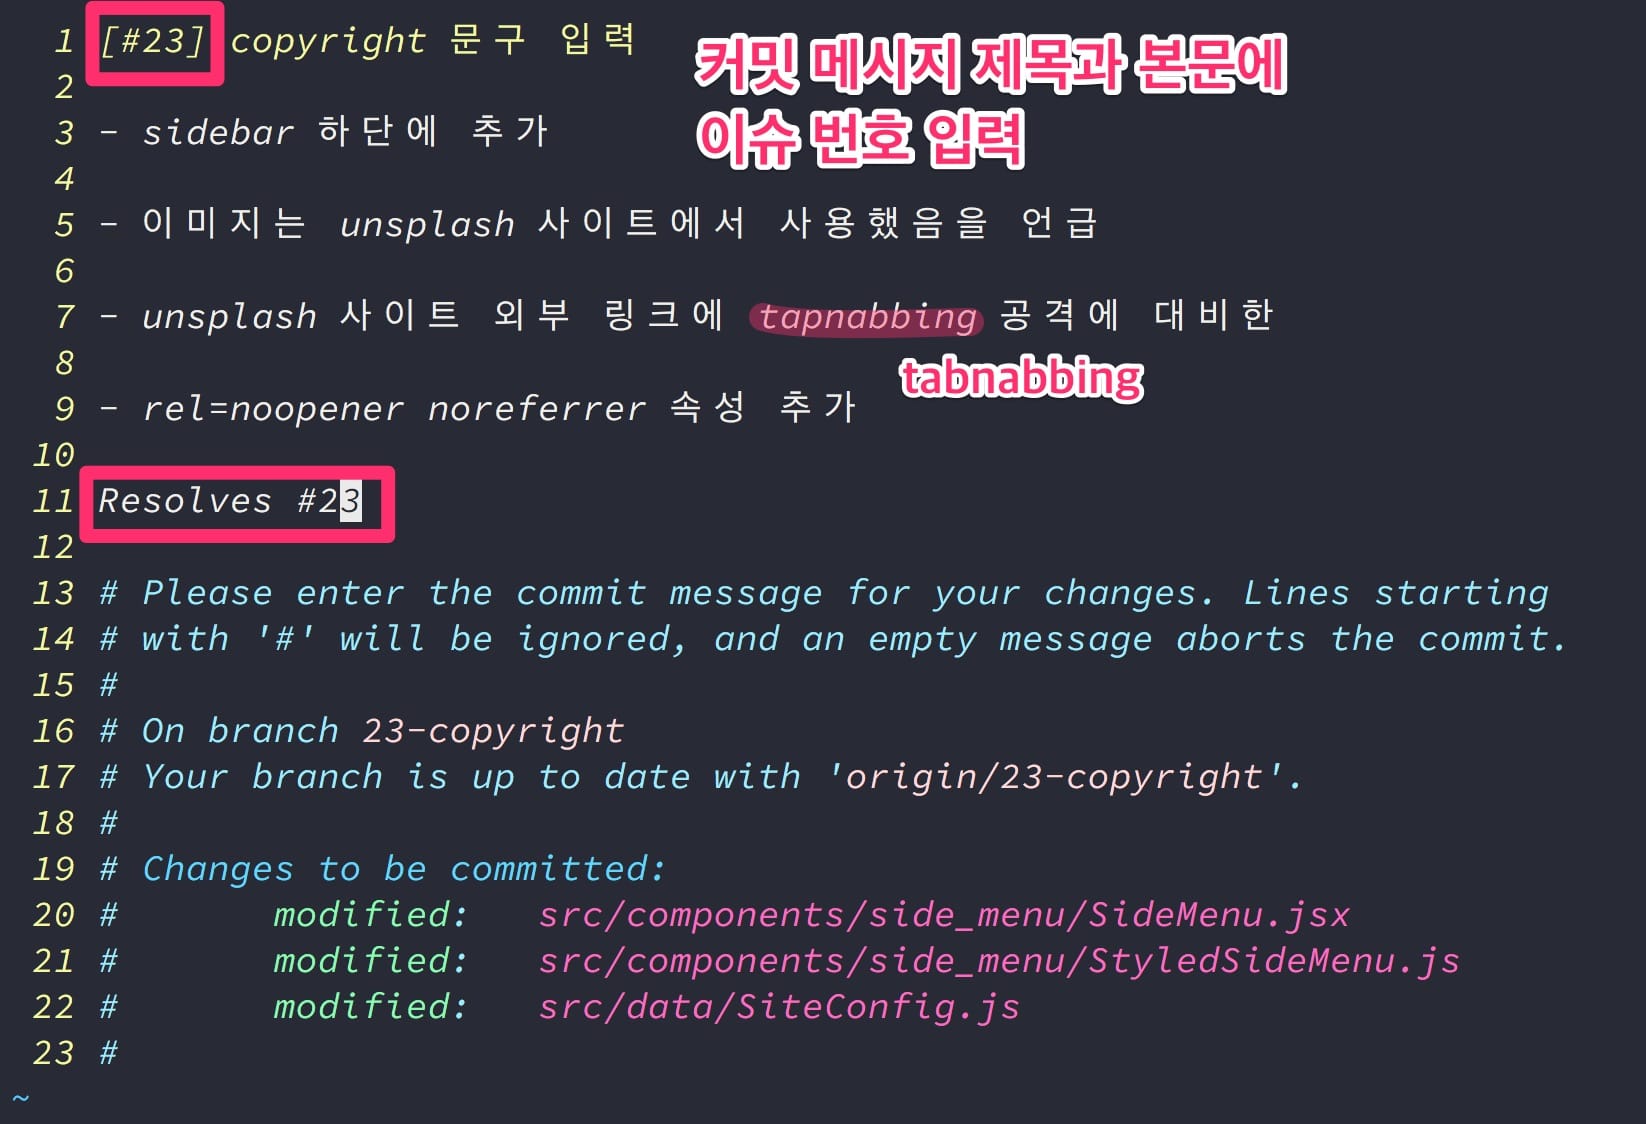 1 [#23] copyright 문구 입력
커밋 메시지 제목과 본문에
이슈 번호 입력
2
3 - sidebar 하단에 추가
4
5 - 이미지는 unsplash 사이트에서 사용했음을 언급
6
7 - unsplash 사이트 외부 링크에 tapnabbing 공격에 대비한
8
tabnabbing
9 - rel=noopener noreferrer 속성 추가
10
11 Resolves #23
12
13 # Please enter the commit message for your changes. Lines starting
14 # with '#' will be ignored, and an empty message aborts the commit.
15 #
16 # On branch 23-copyright
17 # Your branch is up to date with 'origin/23-copyright'.
18 #
19 # Changes to be committed:
20 # modified: src/components/side_menu/SideMenu.jsx
21 # modified: src/components/side_menu/StyledSideMenu.js
22 # modified: src/data/SiteConfig.js
23 #
~